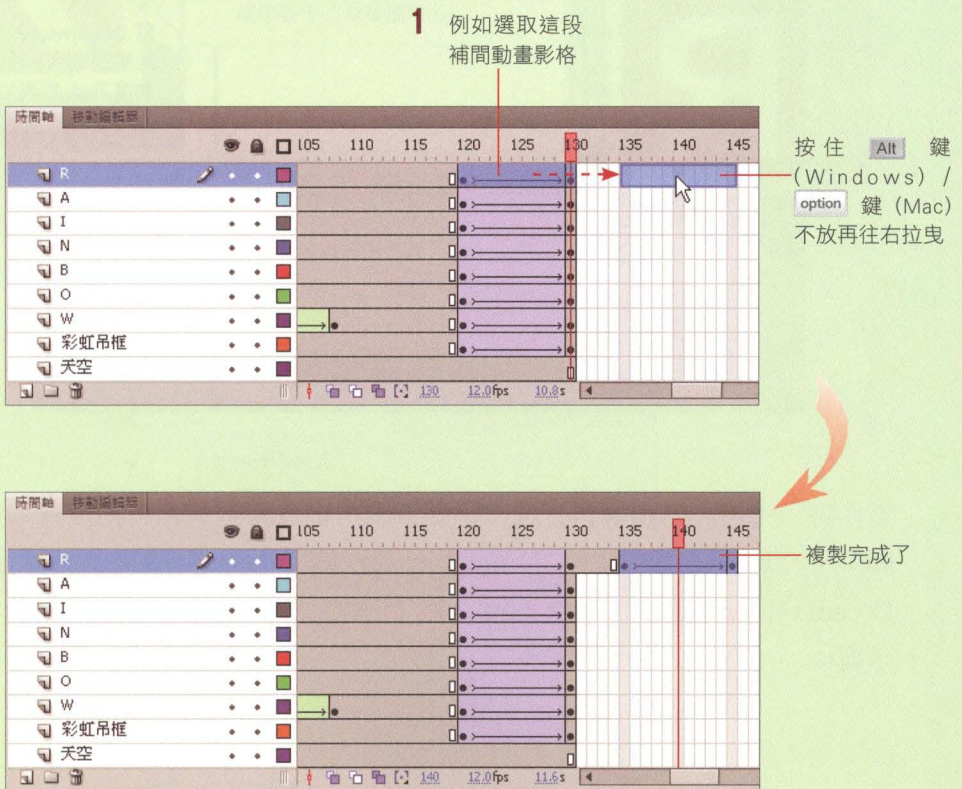 1 例如選取這段
補間動畫影格
時間軸 移動編輯器
105 110 115 120 125 130 135 140 145
R
A
I
N
B
O
W
彩虹吊框
天空
130 12.0fps 10.8s
按住 Alt 鍵
(Windows) /
option 鍵 (Mac)
不放再往右拉曳
時間軸 移動編輯器
105 110 115 120 125 130 135 140 145
R
A
I
N
B
O
W
彩虹吊框
天空
140 12.0fps 11.6s
複製完成了